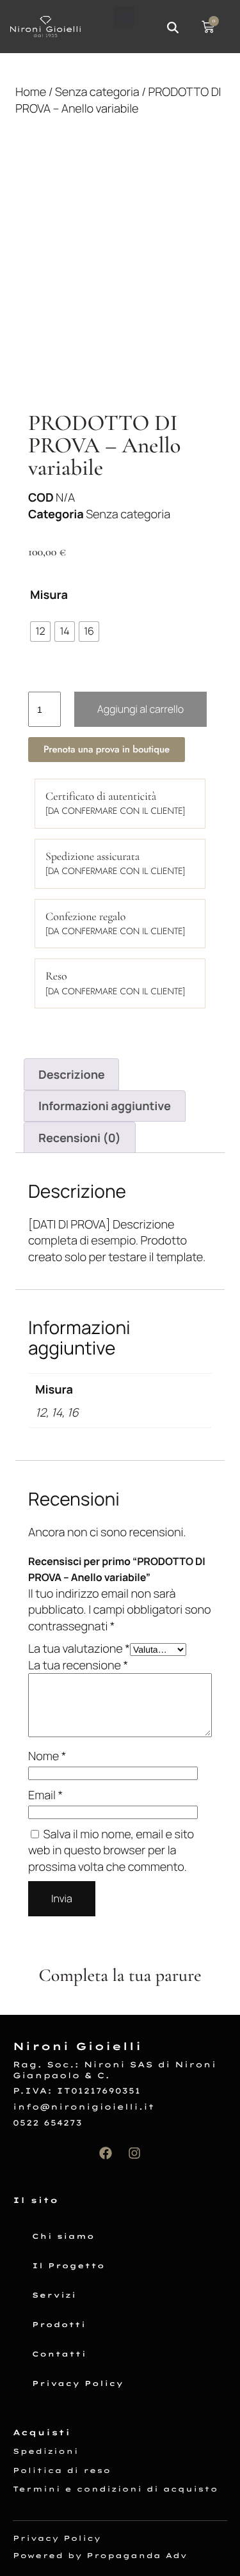 Nironi Gioielli
dal 1955
Home / Senza categoria / PRODOTTO DI
PROVA – Anello variabile
PRODOTTO DI
PROVA – Anello
variabile
COD N/A
Categoria Senza categoria
100,00 €
Misura
12 14 16
1 Aggiungi al carrello
Prenota una prova in boutique
Certificato di autenticità
[DA CONFERMARE CON IL CLIENTE]
Spedizione assicurata
[DA CONFERMARE CON IL CLIENTE]
Confezione regalo
[DA CONFERMARE CON IL CLIENTE]
Reso
[DA CONFERMARE CON IL CLIENTE]
Descrizione
Informazioni aggiuntive
Recensioni (0)
Descrizione
[DATI DI PROVA] Descrizione
completa di esempio. Prodotto
creato solo per testare il template.
Informazioni
aggiuntive
Misura
12, 14, 16
Recensioni
Ancora non ci sono recensioni.
Recensisci per primo “PRODOTTO DI
PROVA – Anello variabile”
Il tuo indirizzo email non sarà
pubblicato. I campi obbligatori sono
contrassegnati *
La tua valutazione * Valuta...
La tua recensione *
Nome *
Email *
Salva il mio nome, email e sito
web in questo browser per la
prossima volta che commento.
Invia
Completa la tua parure
Nironi Gioielli
Rag. Soc.: Nironi SAS di Nironi
Gianpaolo & C.
P.IVA: IT01217690351
info@nironigioielli.it
0522 654273
Il sito
Chi siamo
Il Progetto
Servizi
Prodotti
Contatti
Privacy Policy
Acquisti
Spedizioni
Politica di reso
Termini e condizioni di acquisto
Privacy Policy
Powered by Propaganda Adv